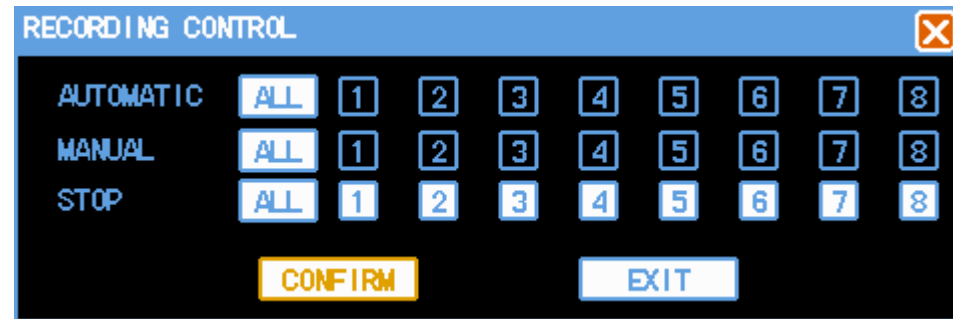 RECORDING CONTROL
AUTOMATIC ALL 1 2 3 4 5 6 7 8
MANUAL ALL 1 2 3 4 5 6 7 8
STOP ALL 1 2 3 4 5 6 7 8
CONFIRM EXIT